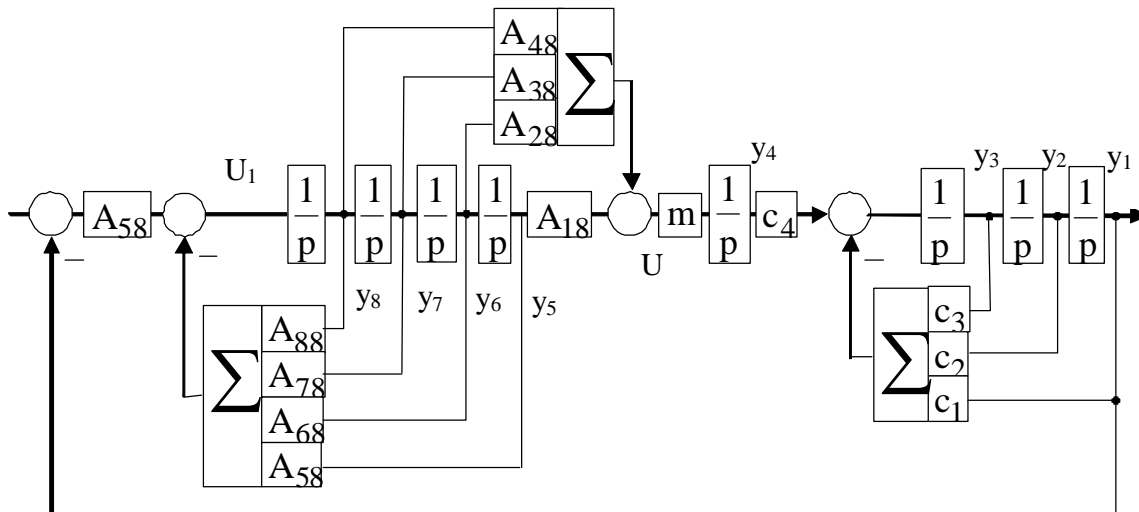 A48
A38
Σ
A28
y4
y3
y2
y1
U1
A58
1/p
1/p
1/p
1/p
A18
m
1/p
c4
1/p
1/p
1/p
U
–
–
–
y8
y7
y6
y5
A88
A78
Σ
A68
A58
c3
Σ
c2
c1